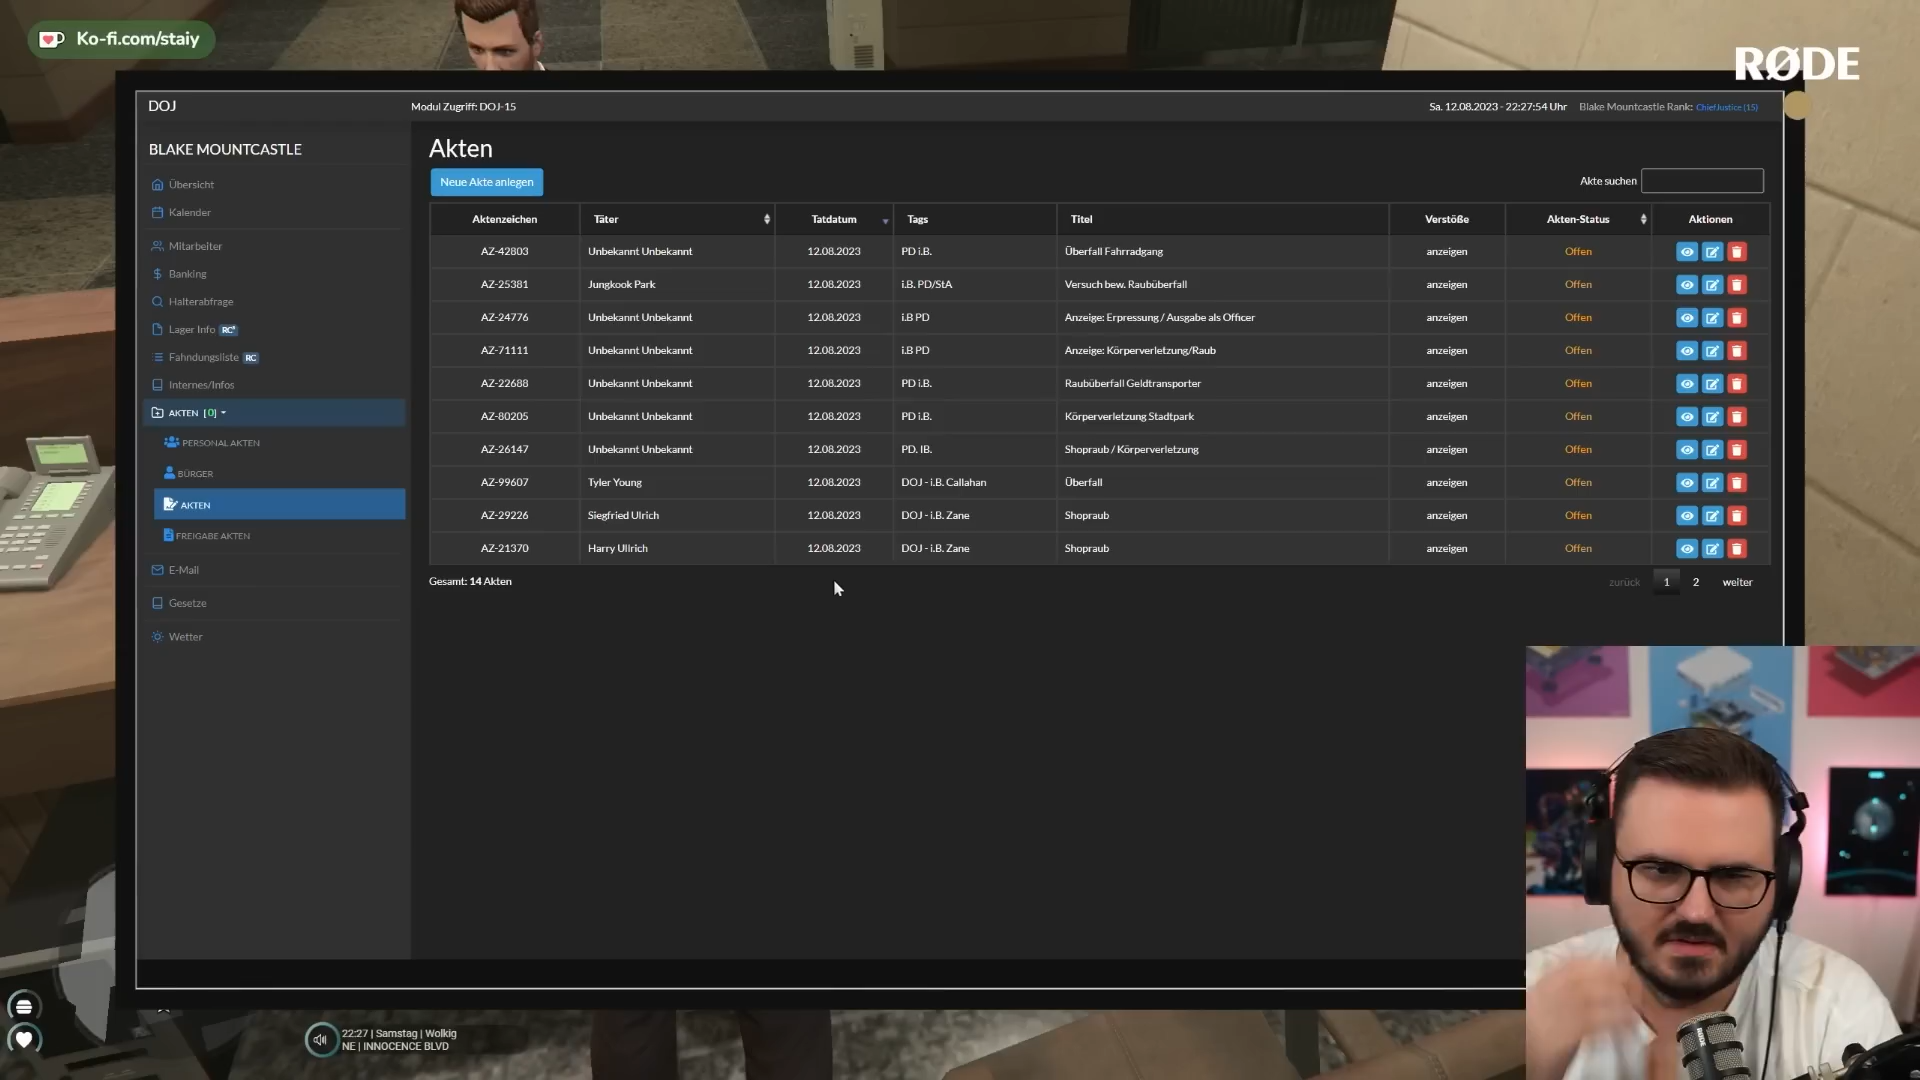 Ko-fi.com/staiy
RØDE
DOJ
Modul Zugriff: DOJ-15
Sa. 12.08.2023 - 22:27:54 Uhr
Blake Mountcastle Rank: ChiefJustice (15)
BLAKE MOUNTCASTLE
Übersicht
Kalender
Mitarbeiter
Banking
Halterabfrage
Lager Info RC
Fahndungsliste RC
Internes/Infos
AKTEN [0]
PERSONAL AKTEN
BÜRGER
AKTEN
FREIGABE AKTEN
E-Mail
Gesetze
Wetter
Akten
Neue Akte anlegen
Akte suchen
Aktenzeichen Täter Tatdatum Tags Titel Verstöße Akten-Status Aktionen
AZ-42803 Unbekannt Unbekannt 12.08.2023 PD i.B. Überfall Fahrradgang anzeigen Offen
AZ-25381 Jungkook Park 12.08.2023 i.B. PD/StA Versuch bew. Raubüberfall anzeigen Offen
AZ-24776 Unbekannt Unbekannt 12.08.2023 i.B PD Anzeige: Erpressung / Ausgabe als Officer anzeigen Offen
AZ-71111 Unbekannt Unbekannt 12.08.2023 i.B PD Anzeige: Körperverletzung/Raub anzeigen Offen
AZ-22688 Unbekannt Unbekannt 12.08.2023 PD i.B. Raubüberfall Geldtransporter anzeigen Offen
AZ-80205 Unbekannt Unbekannt 12.08.2023 PD i.B. Körperverletzung Stadtpark anzeigen Offen
AZ-26147 Unbekannt Unbekannt 12.08.2023 PD. IB. Shopraub / Körperverletzung anzeigen Offen
AZ-99607 Tyler Young 12.08.2023 DOJ - i.B. Callahan Überfall anzeigen Offen
AZ-29226 Siegfried Ulrich 12.08.2023 DOJ - i.B. Zane Shopraub anzeigen Offen
AZ-21370 Harry Ullrich 12.08.2023 DOJ - i.B. Zane Shopraub anzeigen Offen
Gesamt: 14 Akten
zurück 1 2 weiter
22:27 | Samstag | Wolkig
NE | INNOCENCE BLVD
RØDE